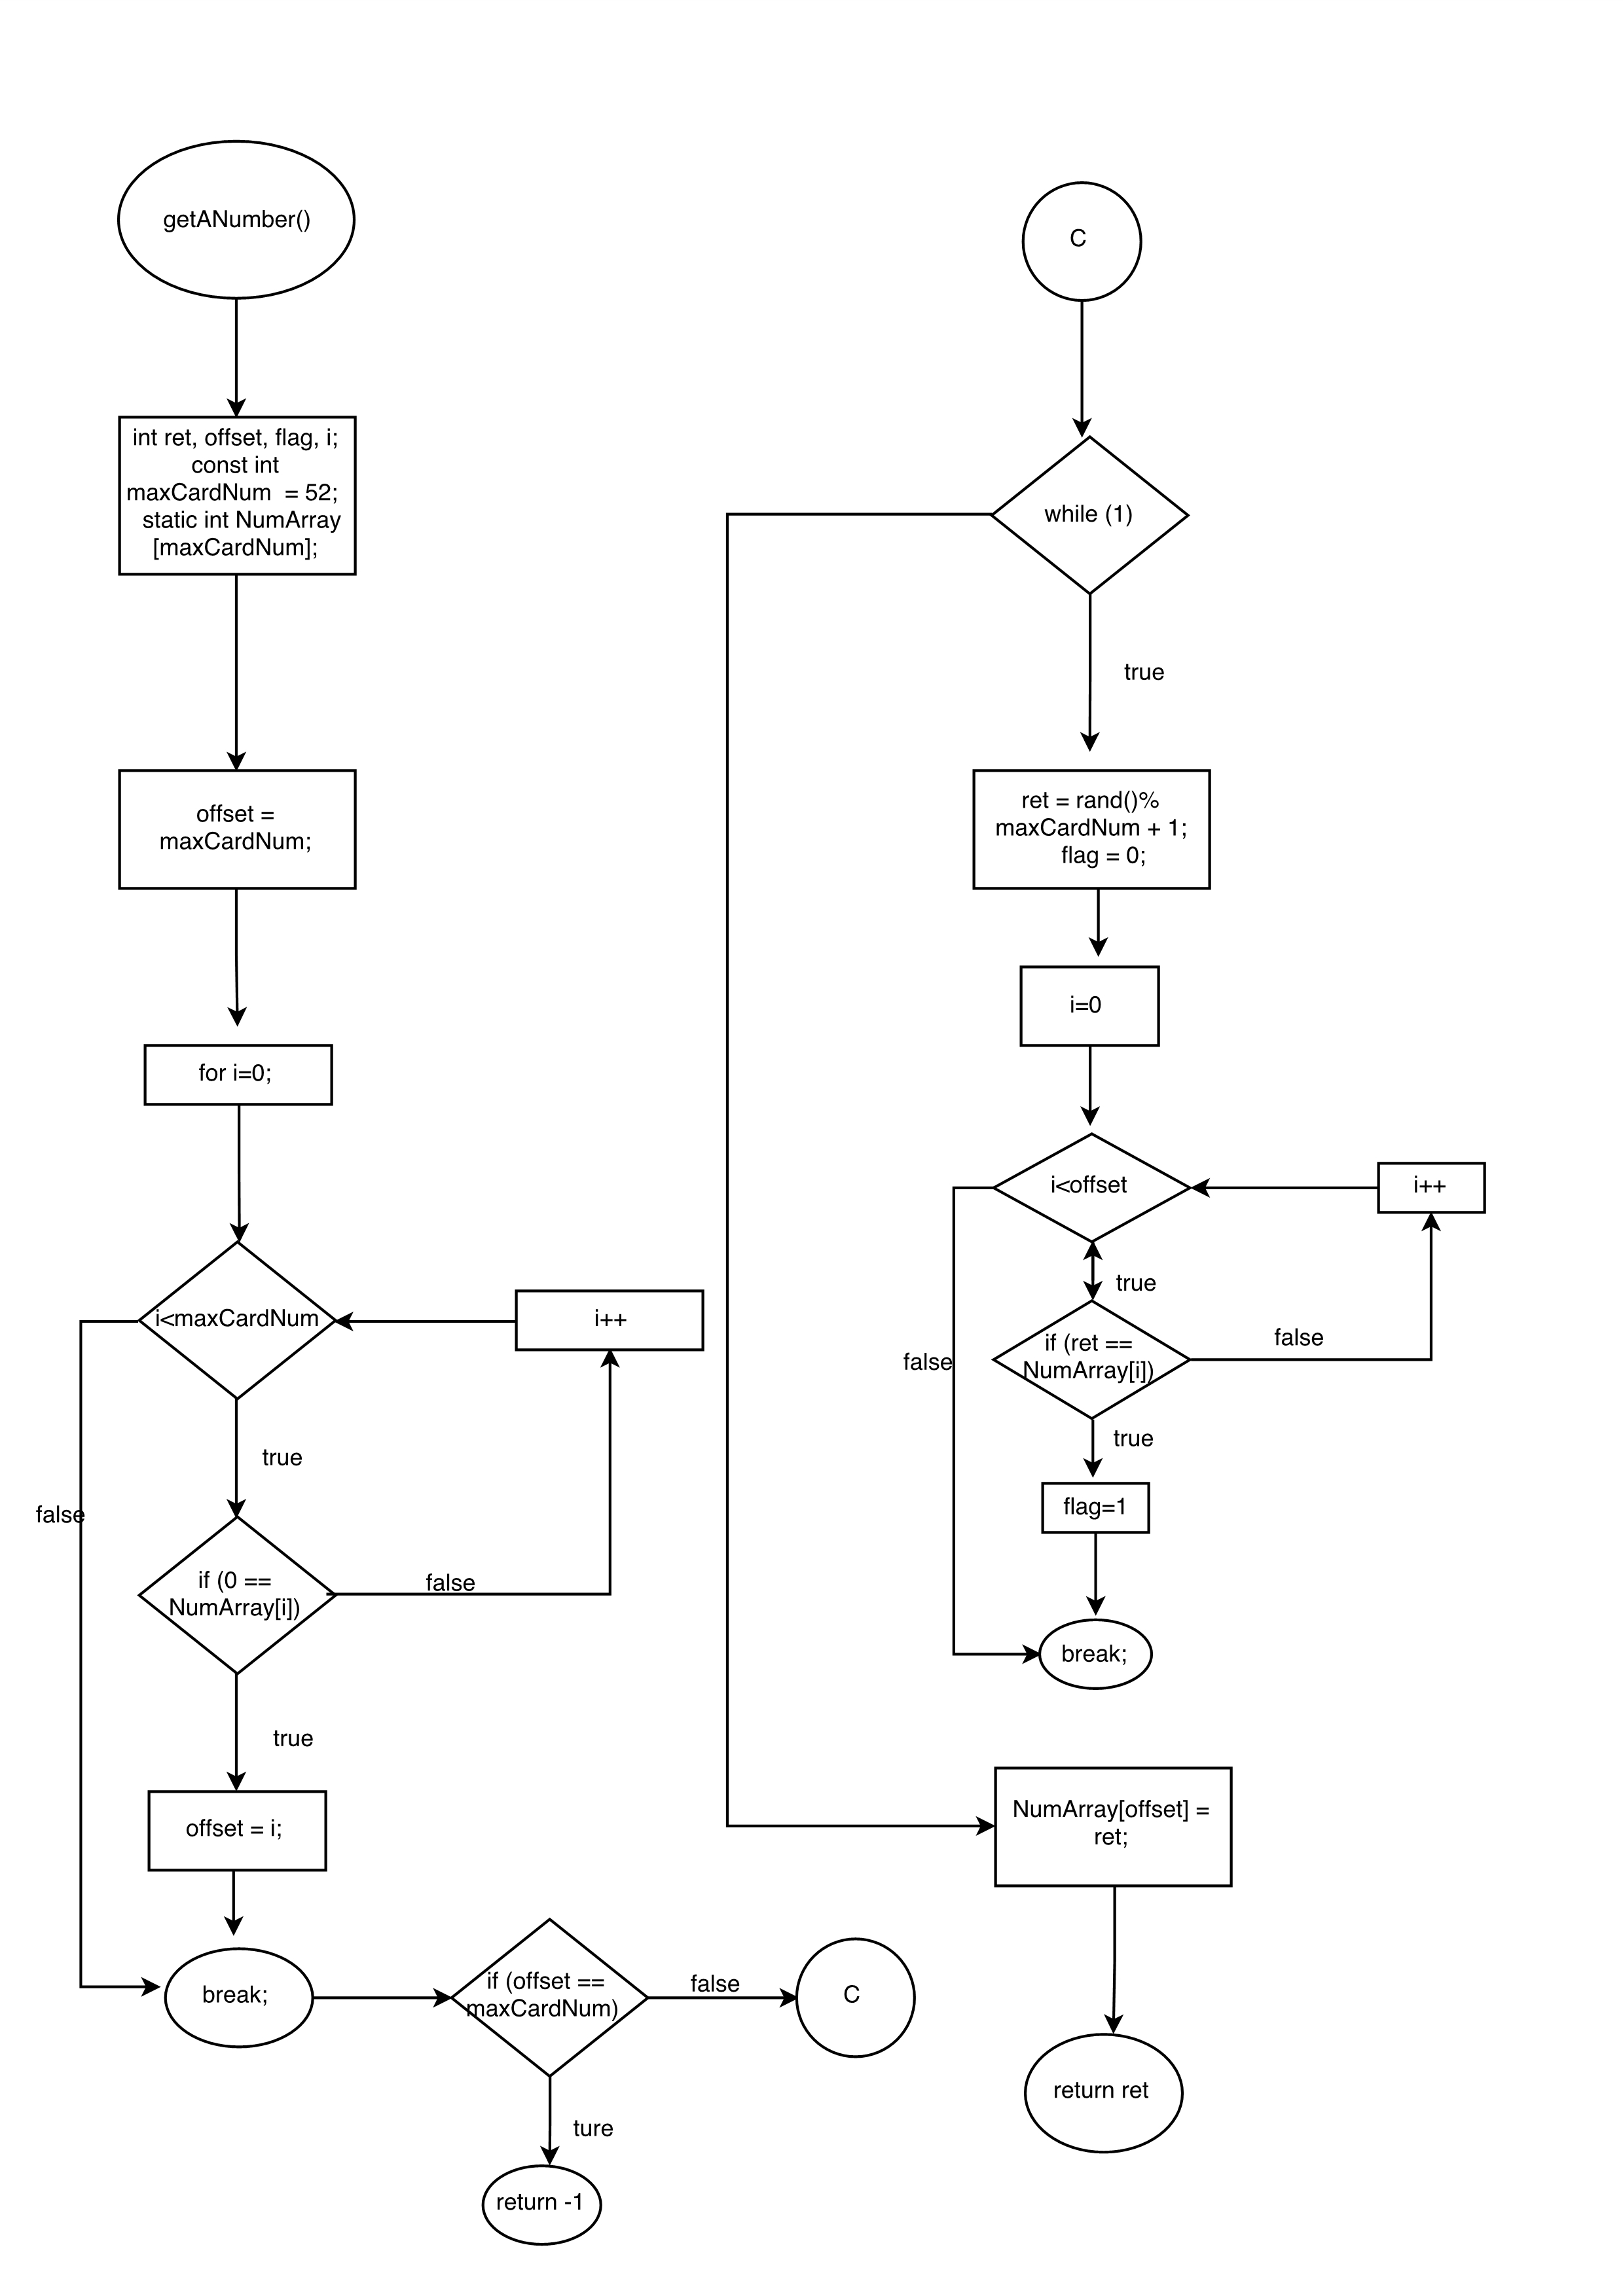 getANumber()
int ret, offset, flag, i;
const int
maxCardNum = 52;
static int NumArray
[maxCardNum];
offset =
maxCardNum;
for i=0;
i<maxCardNum
i++
true
false
if (0 ==
NumArray[i])
false
true
offset = i;
break;
if (offset ==
maxCardNum)
false
C
ture
return -1
C
while (1)
true
ret = rand()%
maxCardNum + 1;
flag = 0;
i=0
i<offset
i++
true
false
if (ret ==
NumArray[i])
false
true
flag=1
break;
NumArray[offset] =
ret;
return ret